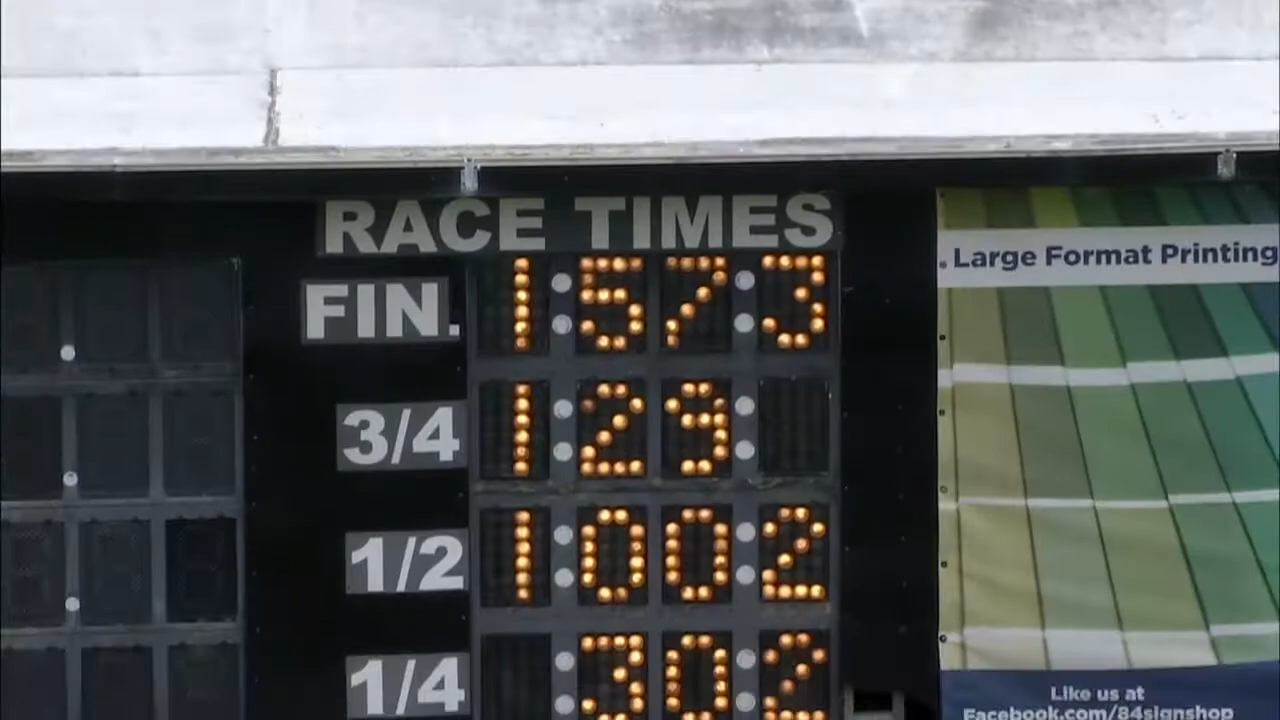 RACE TIMES
FIN. 1:57:3
3/4 1:29:
1/2 1:00:2
1/4 :30:2
Large Format Printing
Like us at
Facebook.com/84signshop